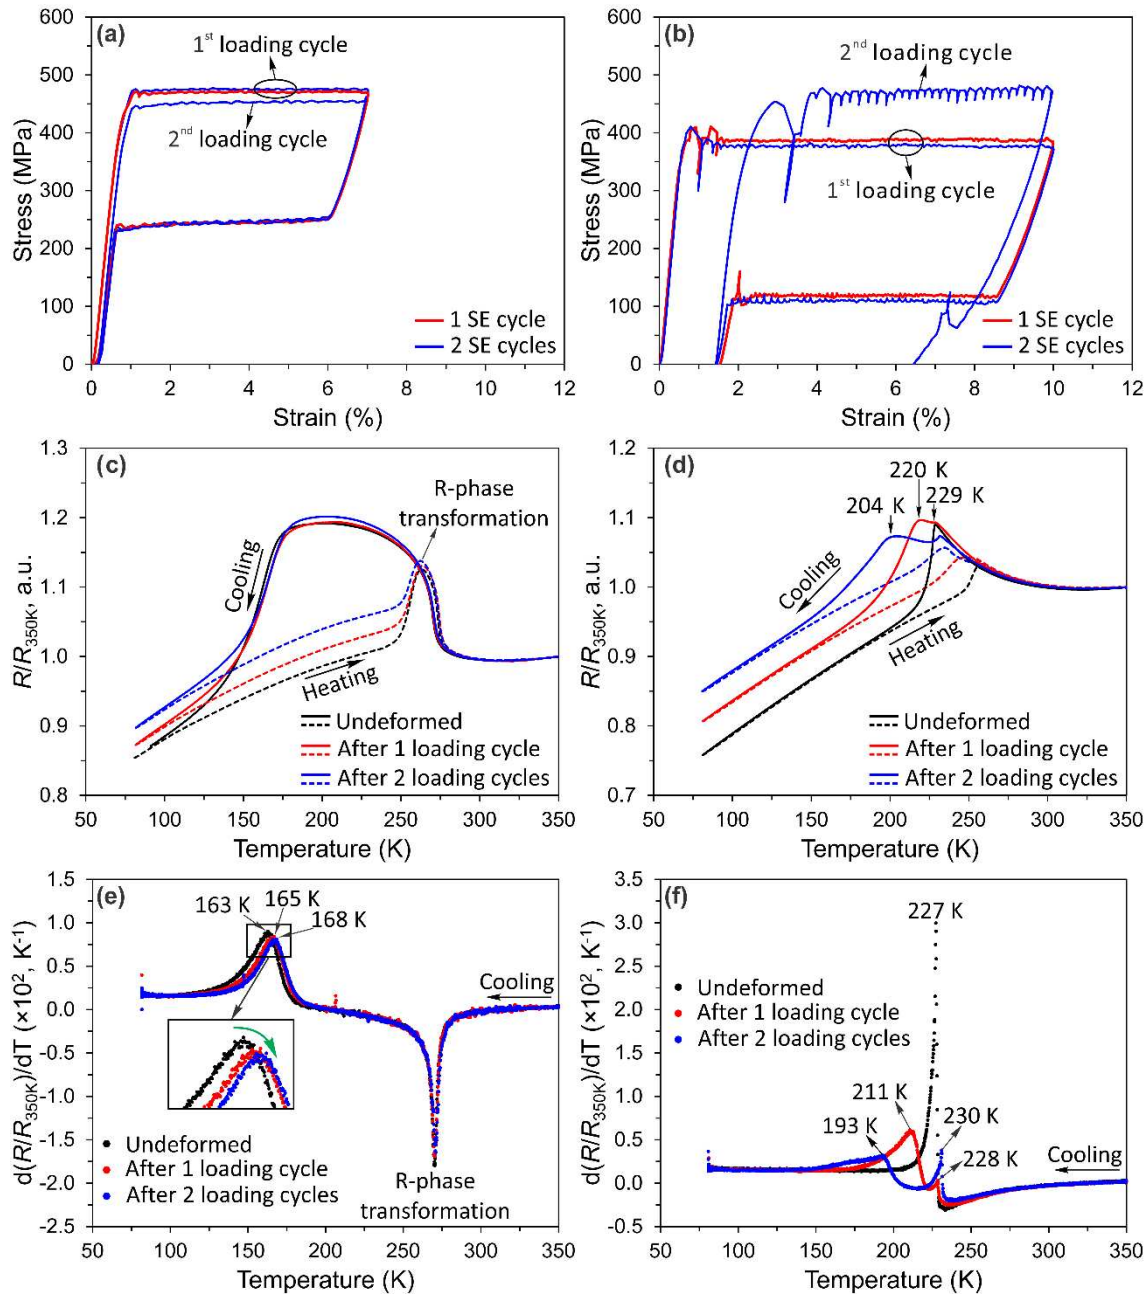 (a)
1st loading cycle
2nd loading cycle
1 SE cycle
2 SE cycles
Stress (MPa)
600
500
400
300
200
100
0
0 2 4 6 8 10 12
Strain (%)
(b)
2nd loading cycle
1st loading cycle
1 SE cycle
2 SE cycles
Stress (MPa)
600
500
400
300
200
100
0
0 2 4 6 8 10 12
Strain (%)
(c)
R-phase
transformation
Cooling
Heating
Undeformed
After 1 loading cycle
After 2 loading cycles
R/R350K, a.u.
1.3
1.2
1.1
1.0
0.9
0.8
50 100 150 200 250 300 350
Temperature (K)
(d)
220 K
204 K
229 K
Cooling
Heating
Undeformed
After 1 loading cycle
After 2 loading cycles
R/R350K, a.u.
1.2
1.1
1.0
0.9
0.8
0.7
50 100 150 200 250 300 350
Temperature (K)
(e)
163 K
165 K
168 K
Cooling
Undeformed
After 1 loading cycle
After 2 loading cycles
R-phase
transformation
d(R/R350K)/dT (×10², K⁻¹)
1.5
1.0
0.5
0.0
-0.5
-1.0
-1.5
-2.0
-2.5
50 100 150 200 250 300 350
Temperature (K)
(f)
227 K
Undeformed
After 1 loading cycle
After 2 loading cycles
211 K
193 K
230 K
228 K
Cooling
d(R/R350K)/dT (×10², K⁻¹)
3.5
3.0
2.5
2.0
1.5
1.0
0.5
0.0
-0.5
50 100 150 200 250 300 350
Temperature (K)